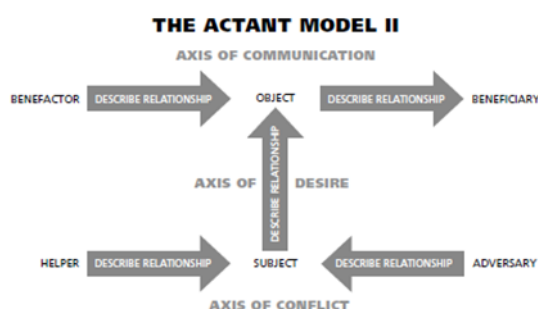 THE ACTANT MODEL II
AXIS OF COMMUNICATION
BENEFACTOR DESCRIBE RELATIONSHIP OBJECT DESCRIBE RELATIONSHIP BENEFICIARY
DESCRIBE RELATIONSHIP
AXIS OF DESIRE
HELPER DESCRIBE RELATIONSHIP SUBJECT DESCRIBE RELATIONSHIP ADVERSARY
AXIS OF CONFLICT